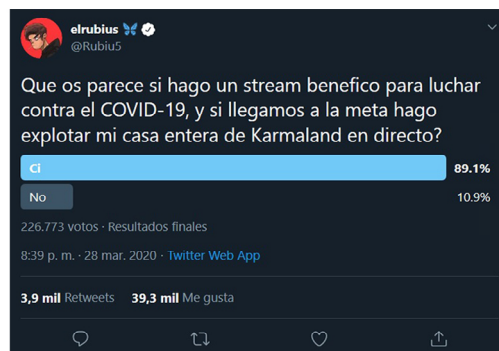 elrubius
@Rubiu5
Que os parece si hago un stream benefico para luchar
contra el COVID-19, y si llegamos a la meta hago
explotar mi casa entera de Karmaland en directo?
Ci 89.1%
No 10.9%
226.773 votos · Resultados finales
8:39 p. m. · 28 mar. 2020 · Twitter Web App
3,9 mil Retweets 39,3 mil Me gusta